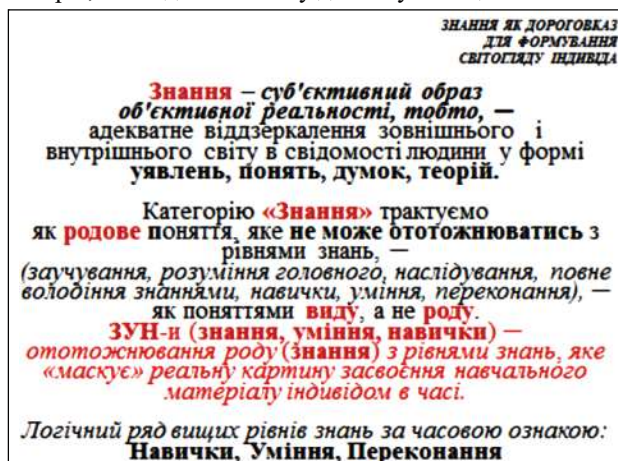 ЗНАННЯ ЯК ДОРОГОВКАЗ
ДЛЯ ФОРМУВАННЯ
СВІТОГЛЯДУ ІНДИВІДА
Знання – суб'єктивний образ
об'єктивної реальності, тобто, —
адекватне віддзеркалення зовнішнього і
внутрішнього світу в свідомості людини у формі
уявлень, понять, думок, теорій.
Категорію «Знання» трактуємо
як родове поняття, яке не може ототожнюватись з
рівнями знань, —
(заучування, розуміння головного, наслідування, повне
володіння знаннями, навички, уміння, переконання), —
як поняттями виду, а не роду.
ЗУН-и (знання, уміння, навички) —
ототожнювання роду (знання) з рівнями знань, яке
«маскує» реальну картину засвоєння навчального
матеріалу індивідом в часі.
Логічний ряд вищих рівнів знань за часовою ознакою:
Навички, Уміння, Переконання